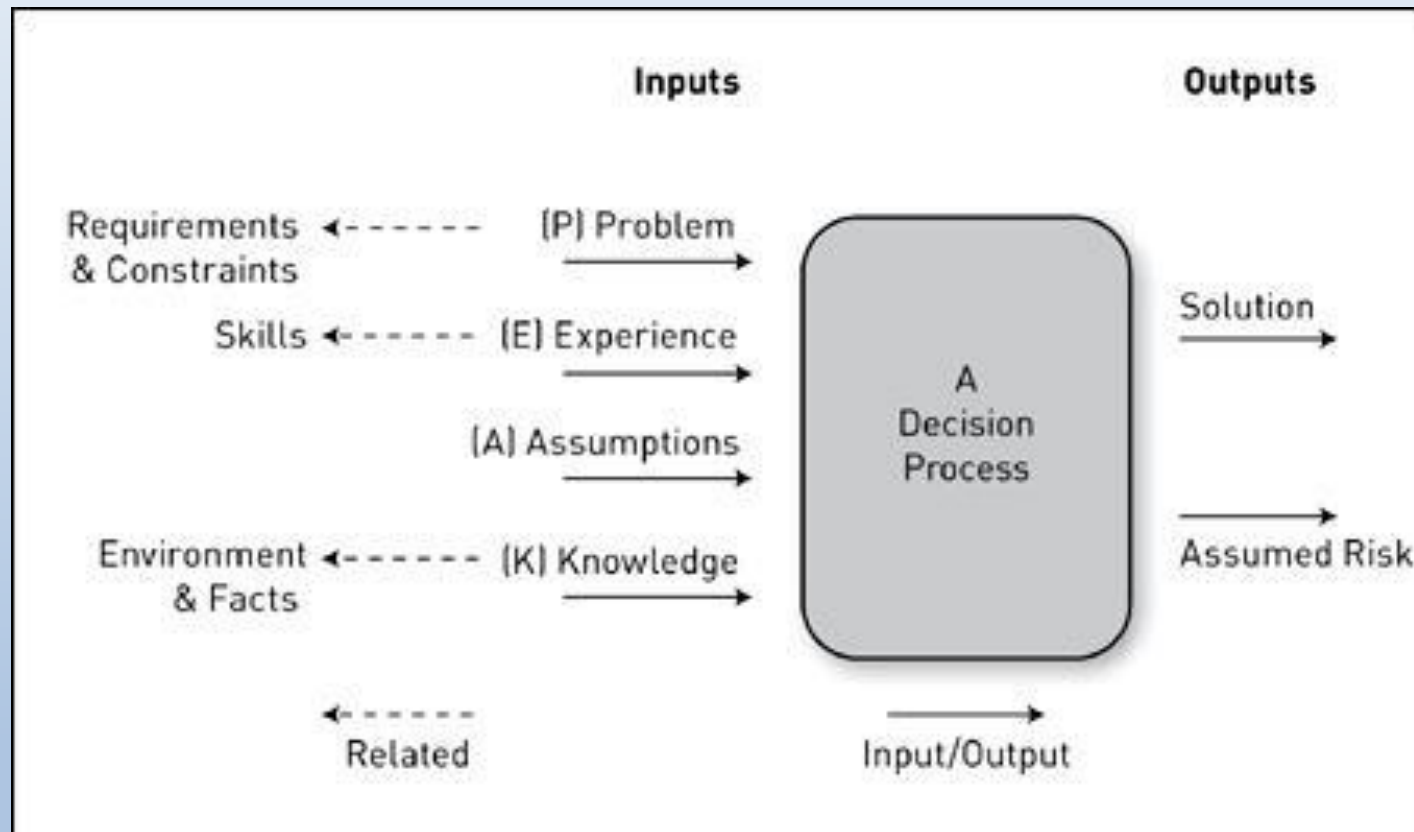 Inputs
Outputs
Requirements
& Constraints
(P) Problem
Skills
(E) Experience
(A) Assumptions
Environment
& Facts
(K) Knowledge
A
Decision
Process
Solution
Assumed Risk
Related
Input/Output